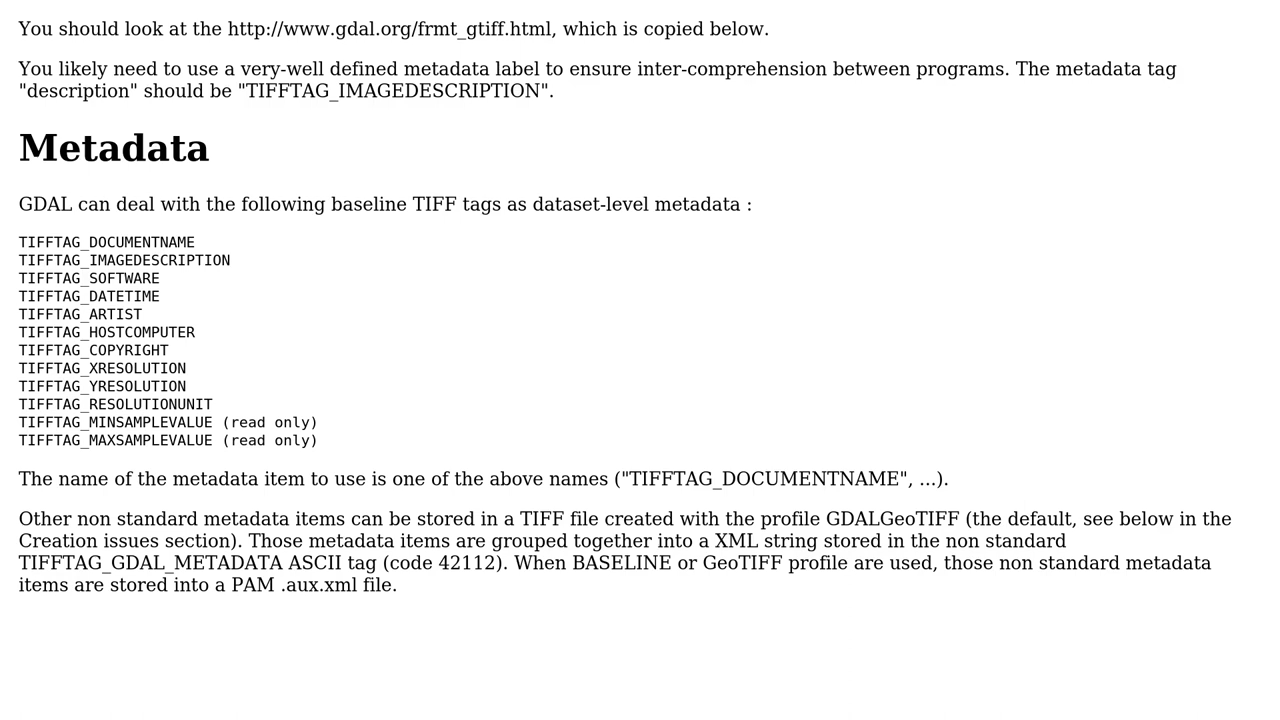 You should look at the http://www.gdal.org/frmt_gtiff.html, which is copied below.
You likely need to use a very-well defined metadata label to ensure inter-comprehension between programs. The metadata tag
"description" should be "TIFFTAG_IMAGEDESCRIPTION".
Metadata
GDAL can deal with the following baseline TIFF tags as dataset-level metadata :
TIFFTAG_DOCUMENTNAME
TIFFTAG_IMAGEDESCRIPTION
TIFFTAG_SOFTWARE
TIFFTAG_DATETIME
TIFFTAG_ARTIST
TIFFTAG_HOSTCOMPUTER
TIFFTAG_COPYRIGHT
TIFFTAG_XRESOLUTION
TIFFTAG_YRESOLUTION
TIFFTAG_RESOLUTIONUNIT
TIFFTAG_MINSAMPLEVALUE (read only)
TIFFTAG_MAXSAMPLEVALUE (read only)
The name of the metadata item to use is one of the above names ("TIFFTAG_DOCUMENTNAME", ...).
Other non standard metadata items can be stored in a TIFF file created with the profile GDALGeoTIFF (the default, see below in the
Creation issues section). Those metadata items are grouped together into a XML string stored in the non standard
TIFFTAG_GDAL_METADATA ASCII tag (code 42112). When BASELINE or GeoTIFF profile are used, those non standard metadata
items are stored into a PAM .aux.xml file.